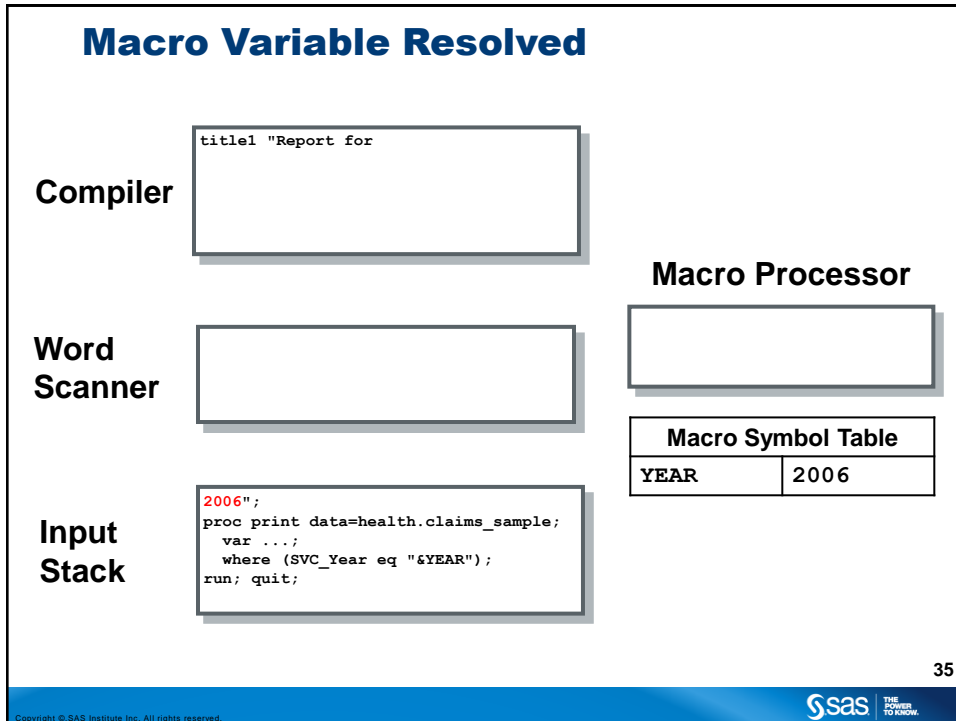 Macro Variable Resolved
Compiler
title1 "Report for
Macro Processor
Word
Scanner
Macro Symbol Table
YEAR 2006
Input
Stack
2006";
proc print data=health.claims_sample;
var ...;
where (SVC_Year eq "&YEAR");
run; quit;
35
Copyright © SAS Institute Inc. All rights reserved.
sas THE
POWER
TO KNOW.